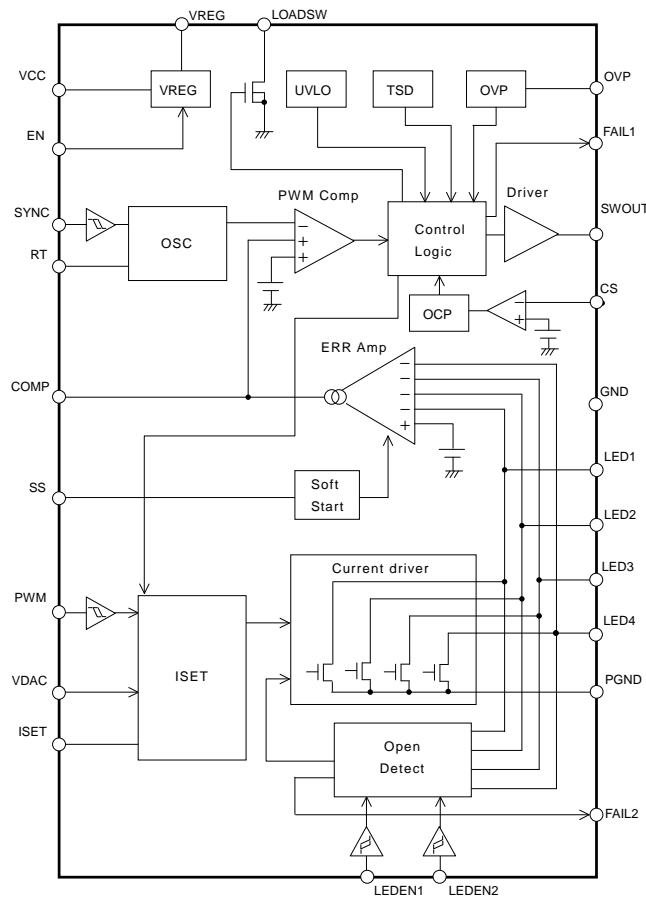 VREG
LOADSW
VCC
VREG
UVLO
TSD
OVP
OVP
EN
FAIL1
SYNC
PWM Comp
Driver
SWOUT
OSC
−
+
+
Control
Logic
RT
CS
OCP
−
+
ERR Amp
COMP
−
−
−
−
+
GND
LED1
SS
Soft
Start
LED2
Current driver
LED3
PWM
LED4
ISET
VDAC
PGND
ISET
Open
Detect
FAIL2
LEDEN1
LEDEN2